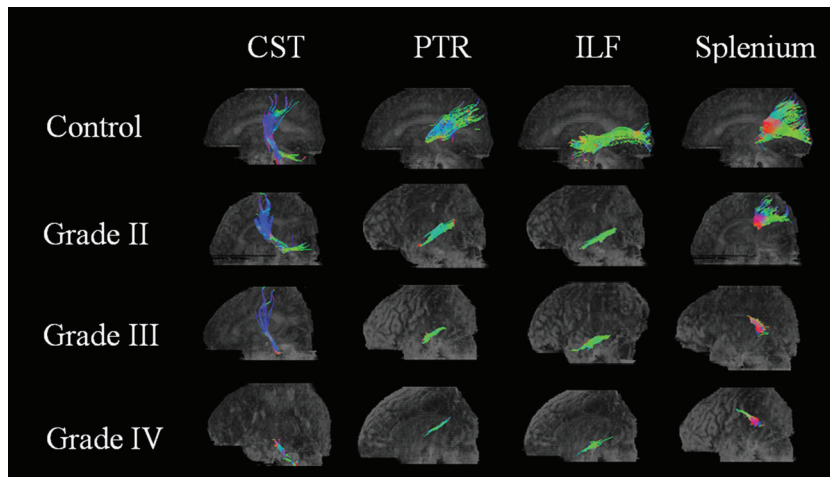 CST PTR ILF Splenium
Control
Grade II
Grade III
Grade IV